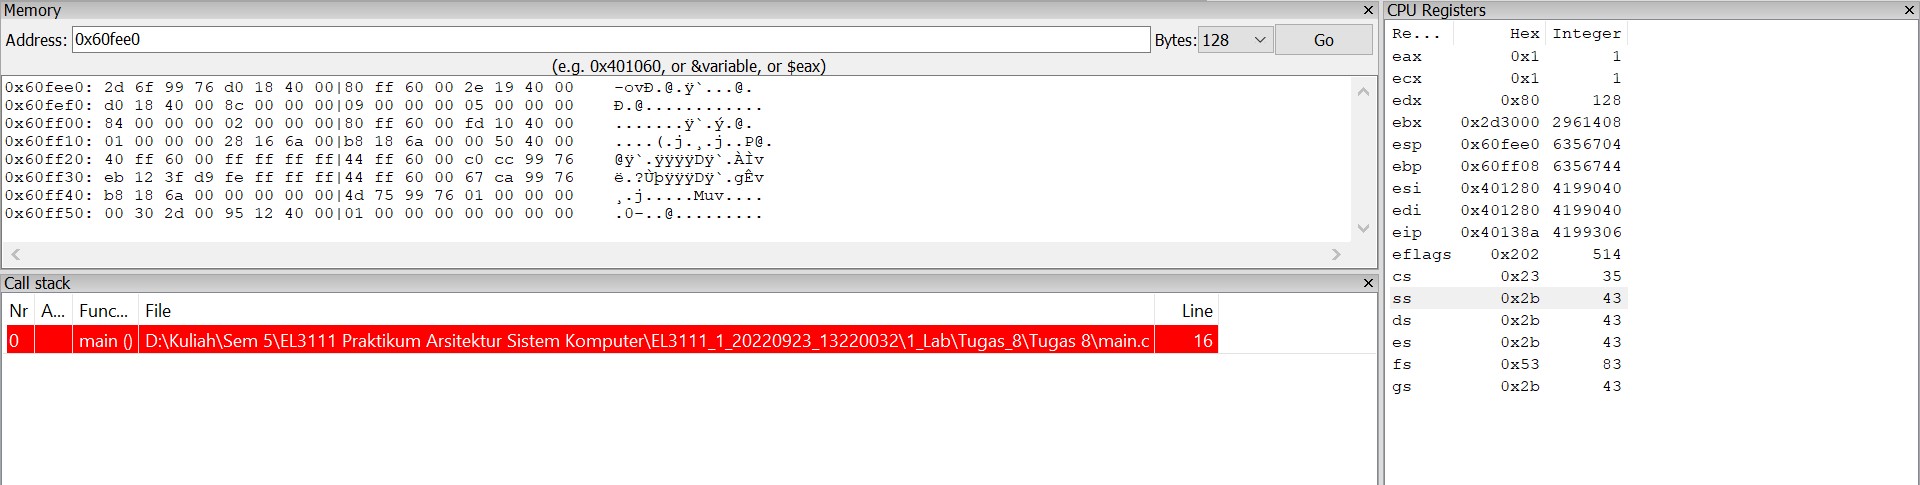 Memory
Address: 0x60fee0 Bytes: 128 Go
(e.g. 0x401060, or &variable, or $eax)
0x60fee0: 2d 6f 99 76 d0 18 40 00|80 ff 60 00 2e 19 40 00 -ovÐ.@.ÿ`...@.
0x60fef0: d0 18 40 00 8c 00 00 00|09 00 00 00 05 00 00 00 Ð.@............
0x60ff00: 84 00 00 00 02 00 00 00|80 ff 60 00 fd 10 40 00 .......ÿ`.ý.@.
0x60ff10: 01 00 00 00 28 16 6a 00|b8 18 6a 00 00 50 40 00 ....(.j.¸.j..P@.
0x60ff20: 40 ff 60 00 ff ff ff ff|44 ff 60 00 c0 cc 99 76 @ÿ`.ÿÿÿÿDÿ`.ÀÌv
0x60ff30: eb 12 3f d9 fe ff ff ff|44 ff 60 00 67 ca 99 76 ë.?ÙþÿÿÿDÿ`.gÊv
0x60ff40: b8 18 6a 00 00 00 00 00|4d 75 99 76 01 00 00 00 ¸.j.....Muv....
0x60ff50: 00 30 2d 00 95 12 40 00|01 00 00 00 00 00 00 00 .0-..@.........
Call stack
Nr A... Func... File Line
0 main () D:\Kuliah\Sem 5\EL3111 Praktikum Arsitektur Sistem Komputer\EL3111_1_20220923_13220032\1_Lab\Tugas_8\Tugas 8\main.c 16
CPU Registers
Re... Hex Integer
eax 0x1 1
ecx 0x1 1
edx 0x80 128
ebx 0x2d3000 2961408
esp 0x60fee0 6356704
ebp 0x60ff08 6356744
esi 0x401280 4199040
edi 0x401280 4199040
eip 0x40138a 4199306
eflags 0x202 514
cs 0x23 35
ss 0x2b 43
ds 0x2b 43
es 0x2b 43
fs 0x53 83
gs 0x2b 43